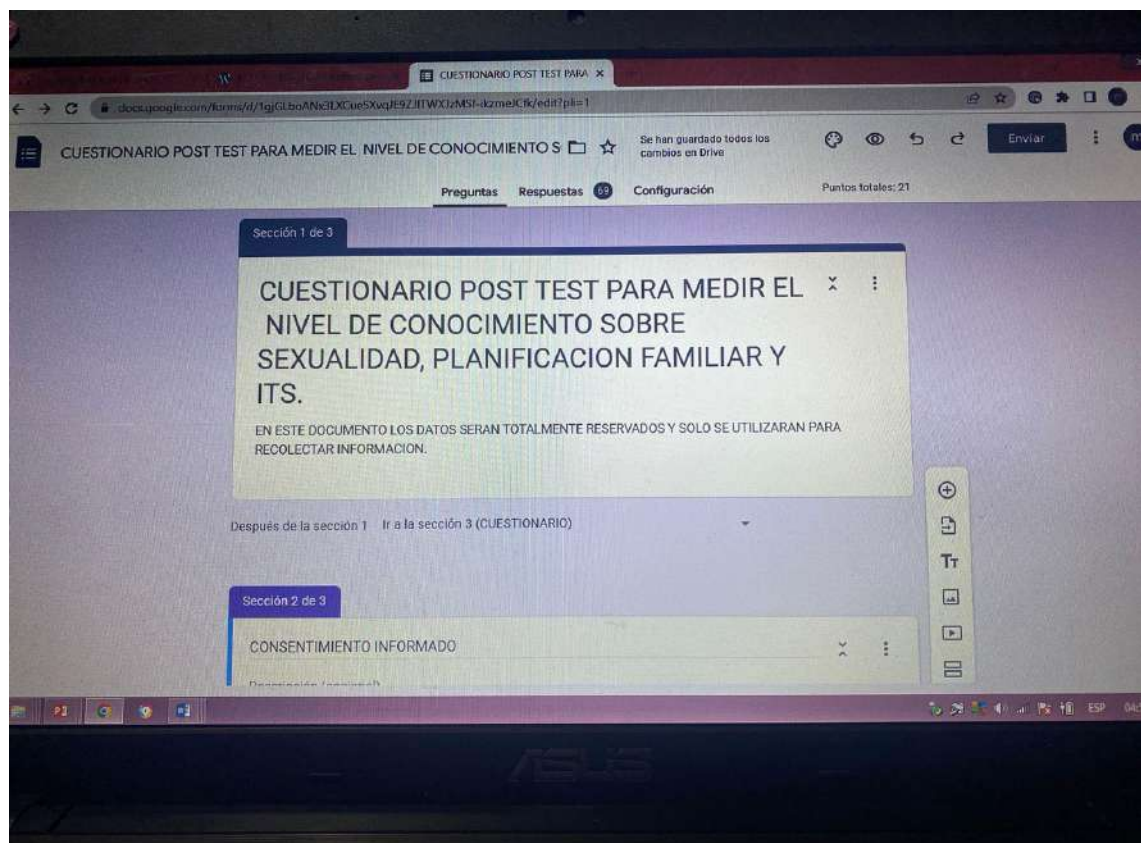 CUESTIONARIO POST TEST PARA
CUESTIONARIO POST TEST PARA MEDIR EL NIVEL DE CONOCIMIENTO S
Se han guardado todos los
cambios en Drive
Enviar
Preguntas Respuestas 69 Configuración Puntos totales: 21
Sección 1 de 3
CUESTIONARIO POST TEST PARA MEDIR EL
NIVEL DE CONOCIMIENTO SOBRE
SEXUALIDAD, PLANIFICACION FAMILIAR Y
ITS.
EN ESTE DOCUMENTO LOS DATOS SERAN TOTALMENTE RESERVADOS Y SOLO SE UTILIZARAN PARA
RECOLECTAR INFORMACION.
Después de la sección 1 Ir a la sección 3 (CUESTIONARIO)
Tт
Sección 2 de 3
CONSENTIMIENTO INFORMADO
ESP
ASUS